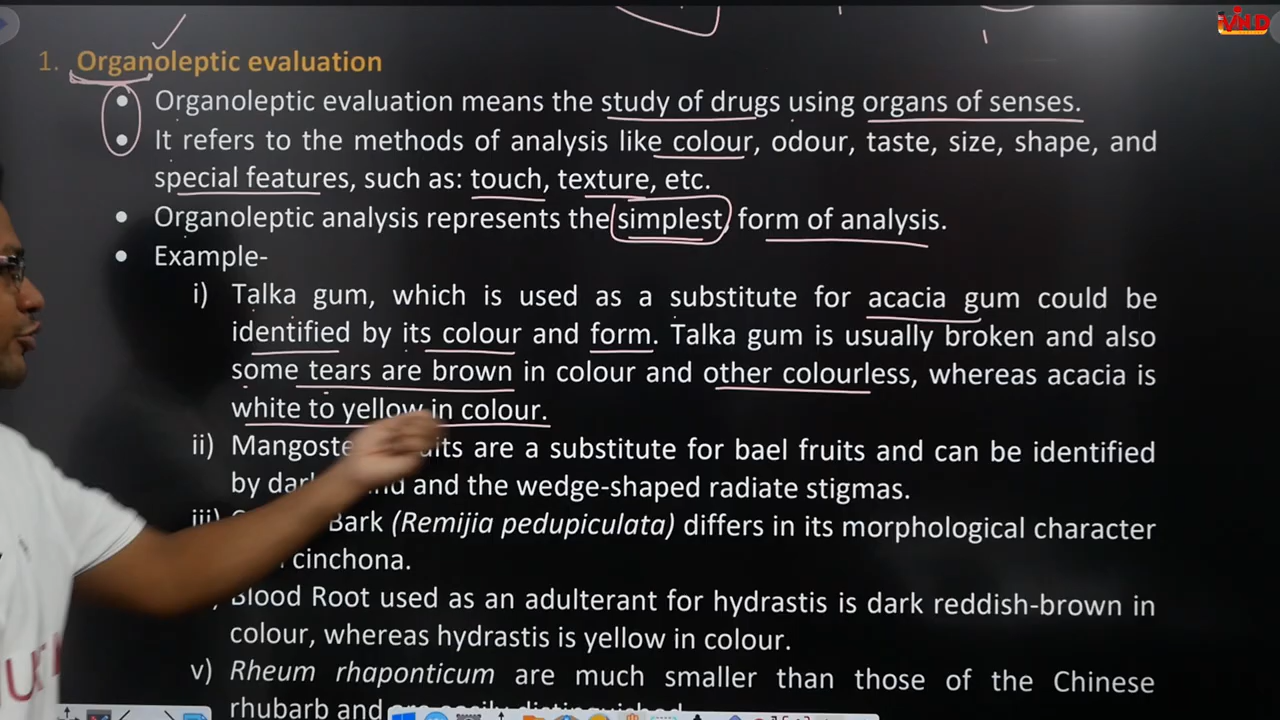 ViN.D
1. Organoleptic evaluation
• Organoleptic evaluation means the study of drugs using organs of senses.
• It refers to the methods of analysis like colour, odour, taste, size, shape, and
special features, such as: touch, texture, etc.
• Organoleptic analysis represents the simplest form of analysis.
• Example-
i) Talka gum, which is used as a substitute for acacia gum could be
identified by its colour and form. Talka gum is usually broken and also
some tears are brown in colour and other colourless, whereas acacia is
white to yellow in colour.
ii) are a substitute for bael fruits and can be identified
by and the wedge-shaped radiate stigmas.
iii) Bark (Remijia pedupiculata) differs in its morphological character
cinchona.
Blood Root used as an adulterant for hydrastis is dark reddish-brown in
colour, whereas hydrastis is yellow in colour.
v) Rheum rhaponticum are much smaller than those of the Chinese
rhubarb and distinguished.